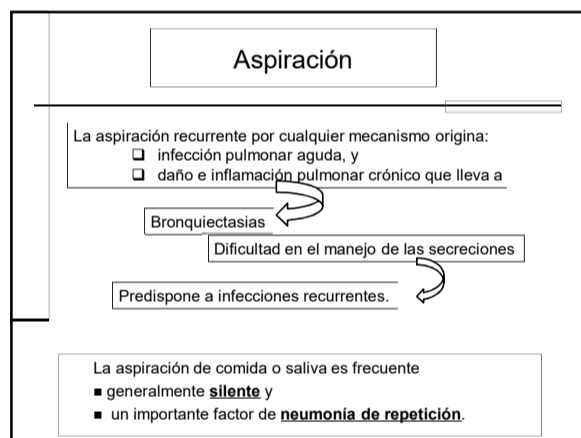 Aspiración
La aspiración recurrente por cualquier mecanismo origina:
❑ infección pulmonar aguda, y
❑ daño e inflamación pulmonar crónico que lleva a
Bronquiectasias
Dificultad en el manejo de las secreciones
Predispone a infecciones recurrentes.
La aspiración de comida o saliva es frecuente
■ generalmente silente y
■ un importante factor de neumonía de repetición.